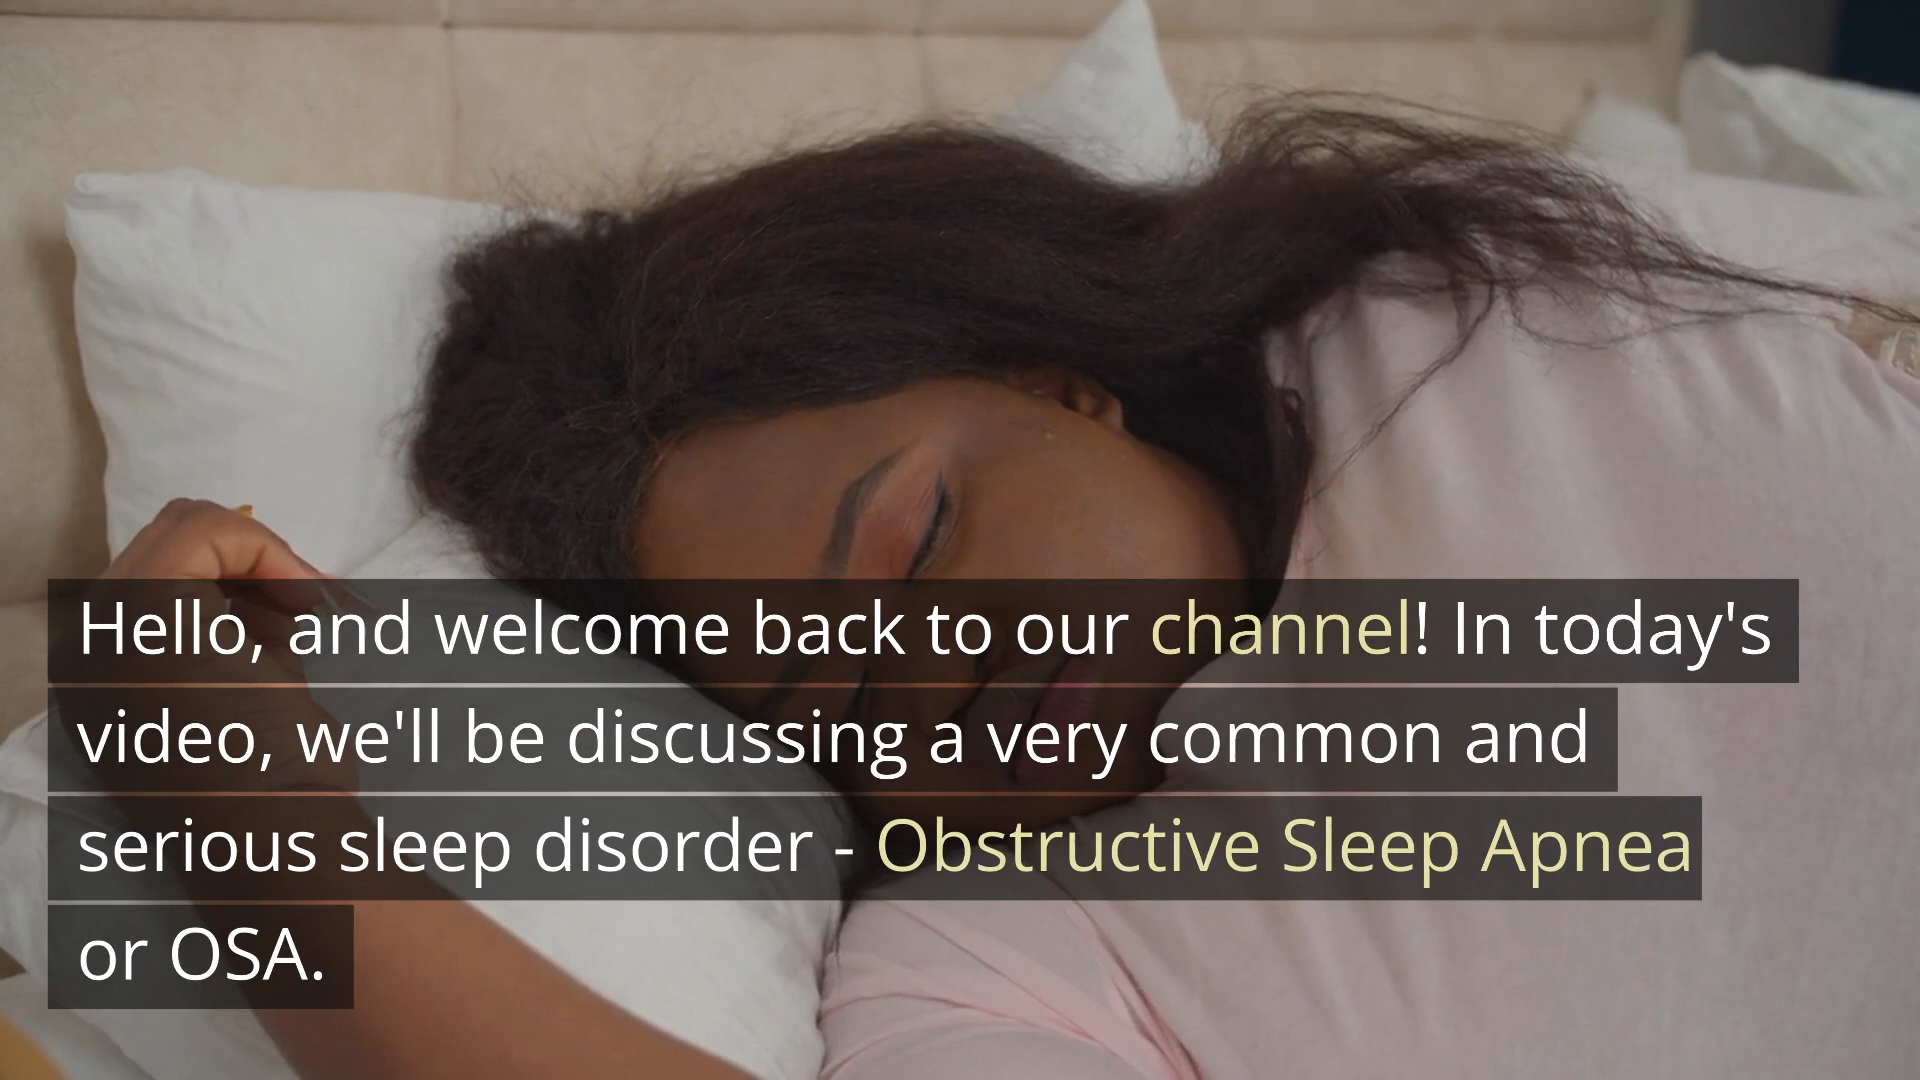 Hello, and welcome back to our channel! In today's
video, we'll be discussing a very common and
serious sleep disorder - Obstructive Sleep Apnea
or OSA.